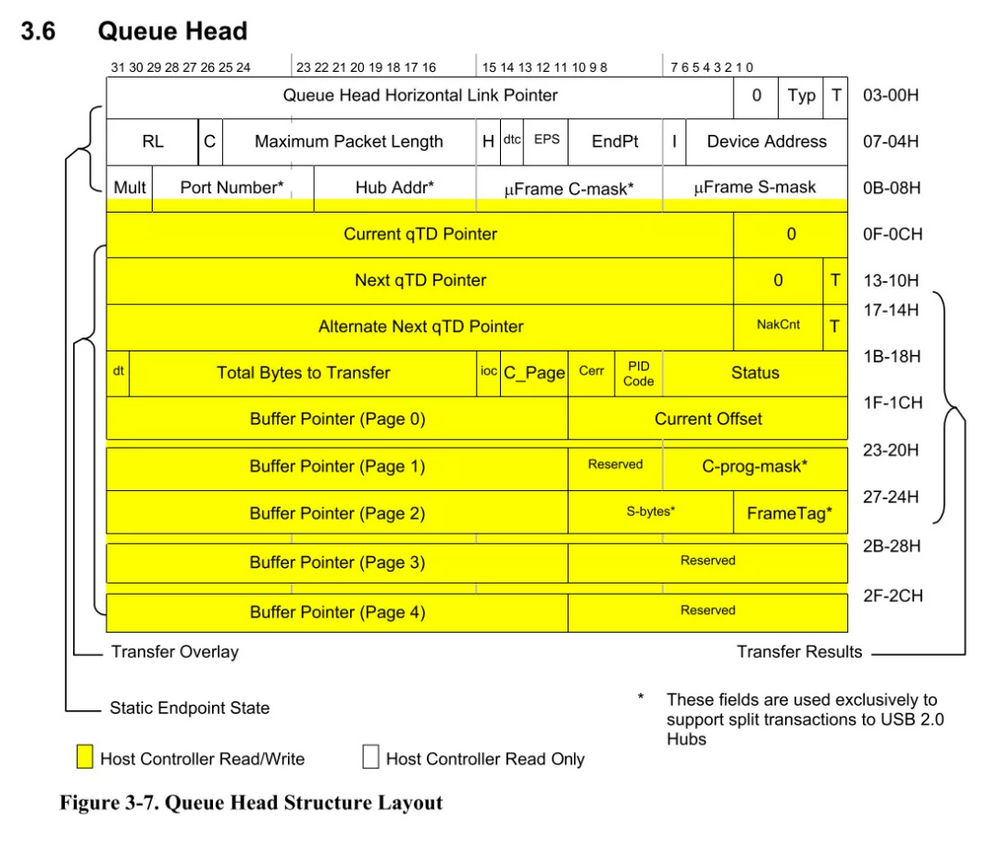 3.6 Queue Head
31 30 29 28 27 26 25 24 23 22 21 20 19 18 17 16 15 14 13 12 11 10 9 8 7 6 5 4 3 2 1 0
Queue Head Horizontal Link Pointer 0 Typ T 03-00H
RL C Maximum Packet Length H dtc EPS EndPt I Device Address 07-04H
Mult Port Number* Hub Addr* µFrame C-mask* µFrame S-mask 0B-08H
Current qTD Pointer 0 0F-0CH
Next qTD Pointer 0 T 13-10H
Alternate Next qTD Pointer NakCnt T 17-14H
dt Total Bytes to Transfer ioc C_Page Cerr PID Code Status 1B-18H
Buffer Pointer (Page 0) Current Offset 1F-1CH
Buffer Pointer (Page 1) Reserved C-prog-mask* 23-20H
Buffer Pointer (Page 2) S-bytes* FrameTag* 27-24H
Buffer Pointer (Page 3) Reserved 2B-28H
Buffer Pointer (Page 4) Reserved 2F-2CH
Transfer Overlay Transfer Results
Static Endpoint State
* These fields are used exclusively to
support split transactions to USB 2.0
Hubs
Host Controller Read/Write Host Controller Read Only
Figure 3-7. Queue Head Structure Layout